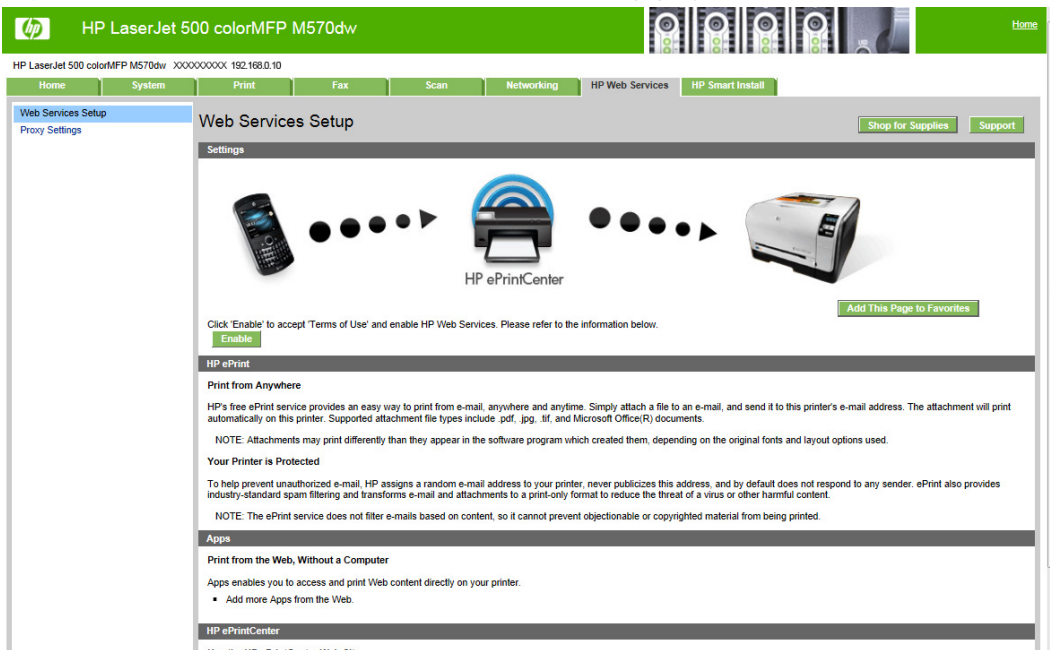 hp HP LaserJet 500 colorMFP M570dw
Home
HP LaserJet 500 colorMFP M570dw XXXXXXXXX 192.168.0.10
Home System Print Fax Scan Networking HP Web Services HP Smart Install
Web Services Setup
Proxy Settings
Web Services Setup
Shop for Supplies Support
Settings
HP ePrintCenter
Add This Page to Favorites
Click 'Enable' to accept 'Terms of Use' and enable HP Web Services. Please refer to the information below.
Enable
HP ePrint
Print from Anywhere
HP's free ePrint service provides an easy way to print from e-mail, anywhere and anytime. Simply attach a file to an e-mail, and send it to this printer's e-mail address. The attachment will print
automatically on this printer. Supported attachment file types include .pdf, .jpg, .tif, and Microsoft Office(R) documents.
NOTE: Attachments may print differently than they appear in the software program which created them, depending on the original fonts and layout options used.
Your Printer is Protected
To help prevent unauthorized e-mail, HP assigns a random e-mail address to your printer, never publicizes this address, and by default does not respond to any sender. ePrint also provides
industry-standard spam filtering and transforms e-mail and attachments to a print-only format to reduce the threat of a virus or other harmful content.
NOTE: The ePrint service does not filter e-mails based on content, so it cannot prevent objectionable or copyrighted material from being printed.
Apps
Print from the Web, Without a Computer
Apps enables you to access and print Web content directly on your printer.
▪ Add more Apps from the Web.
HP ePrintCenter